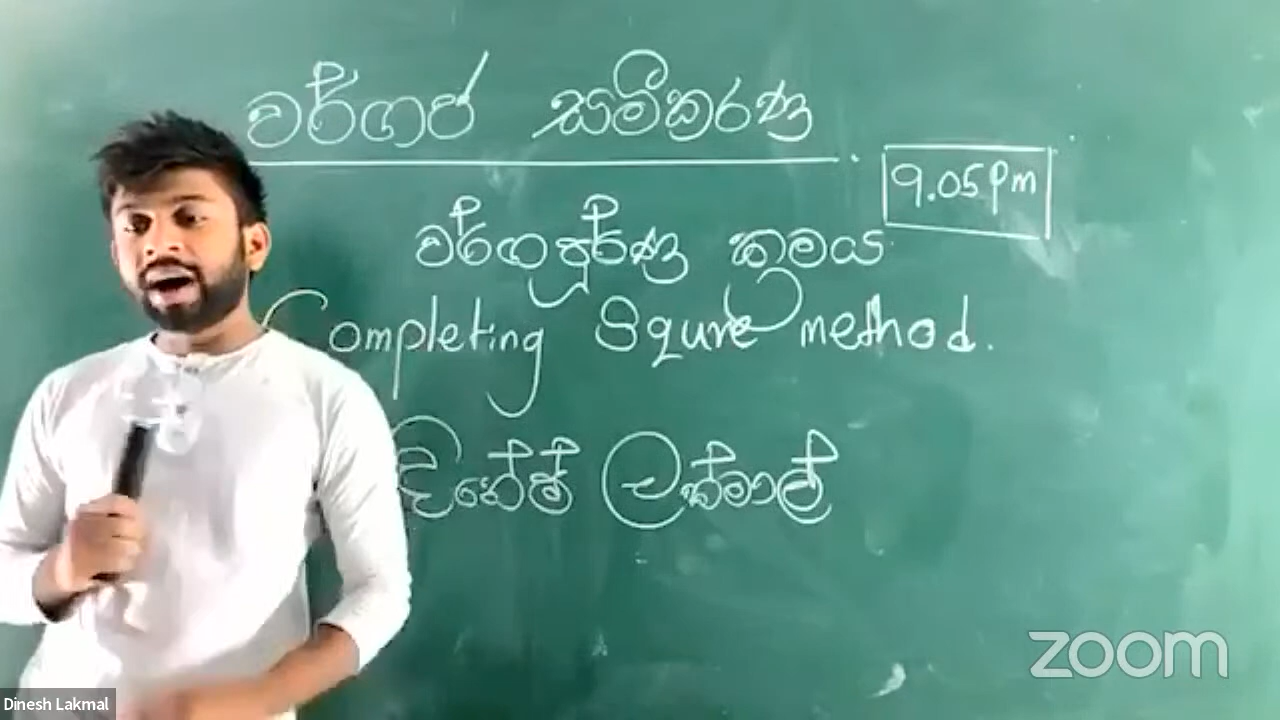 වර්ගජ සමීකරණ
9.05pm
වර්ගපූර්ණ ක්‍රමය
Completing Squre method.
දිනේෂ් ලක්මාල්
zoom
Dinesh Lakmal